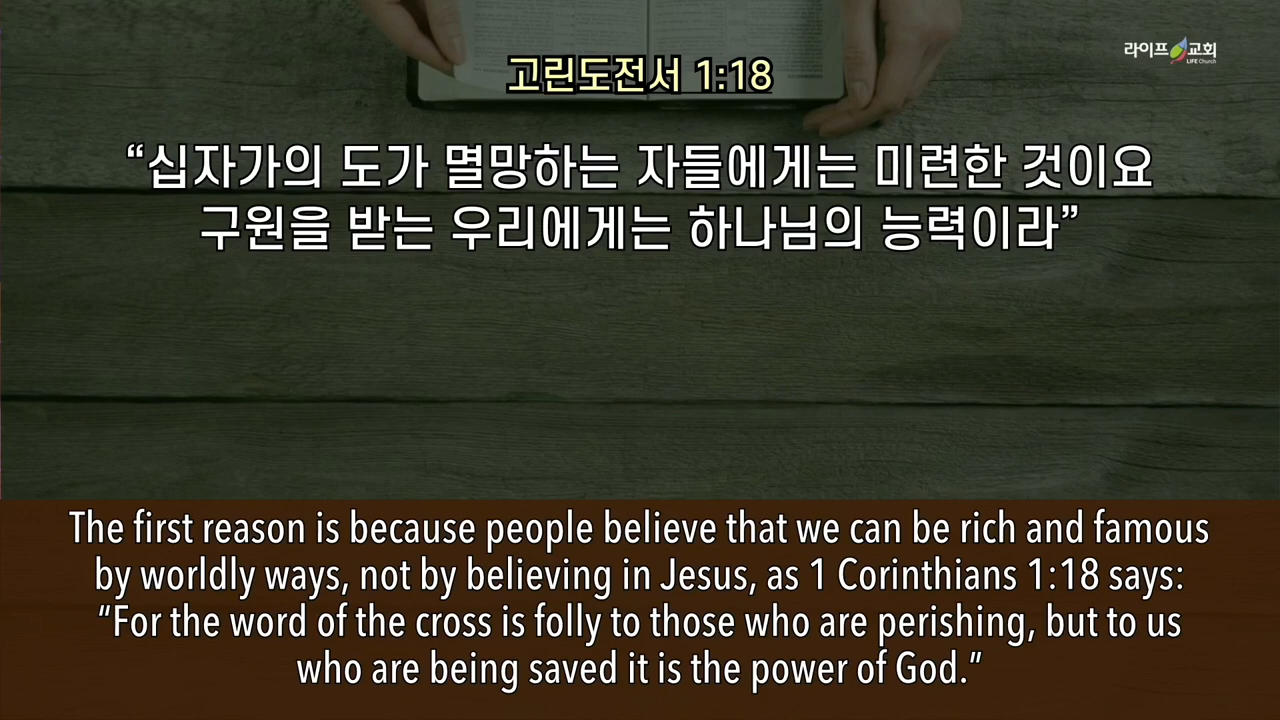 라이프교회
LIFE Church
고린도전서 1:18
“십자가의 도가 멸망하는 자들에게는 미련한 것이요
구원을 받는 우리에게는 하나님의 능력이라”
The first reason is because people believe that we can be rich and famous
by worldly ways, not by believing in Jesus, as 1 Corinthians 1:18 says:
“For the word of the cross is folly to those who are perishing, but to us
who are being saved it is the power of God.”